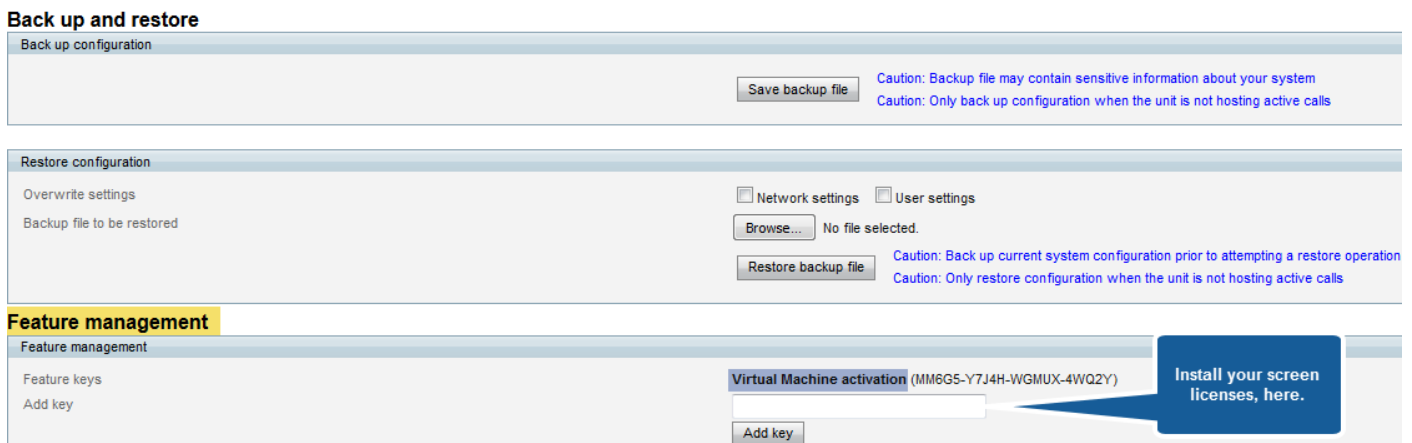 Back up and restore
Back up configuration
Save backup file
Caution: Backup file may contain sensitive information about your system
Caution: Only back up configuration when the unit is not hosting active calls
Restore configuration
Overwrite settings
Network settings User settings
Backup file to be restored
Browse... No file selected.
Restore backup file
Caution: Back up current system configuration prior to attempting a restore operation
Caution: Only restore configuration when the unit is not hosting active calls
Feature management
Feature management
Feature keys
Virtual Machine activation (MM6G5-Y7J4H-WGMUX-4WQ2Y)
Add key
Add key
Install your screen
licenses, here.